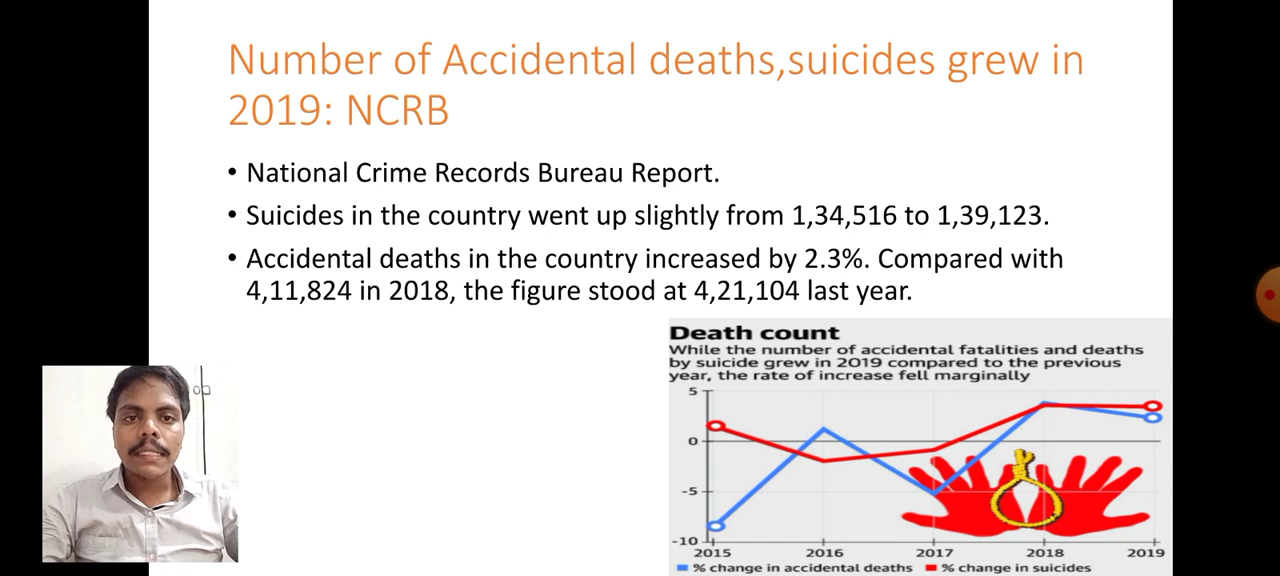 Number of Accidental deaths,suicides grew in
2019: NCRB
• National Crime Records Bureau Report.
• Suicides in the country went up slightly from 1,34,516 to 1,39,123.
• Accidental deaths in the country increased by 2.3%. Compared with
4,11,824 in 2018, the figure stood at 4,21,104 last year.
Death count
While the number of accidental fatalities and deaths
by suicide grew in 2019 compared to the previous
year, the rate of increase fell marginally
5
0
-5
-10
2015 2016 2017 2018 2019
% change in accidental deaths % change in suicides